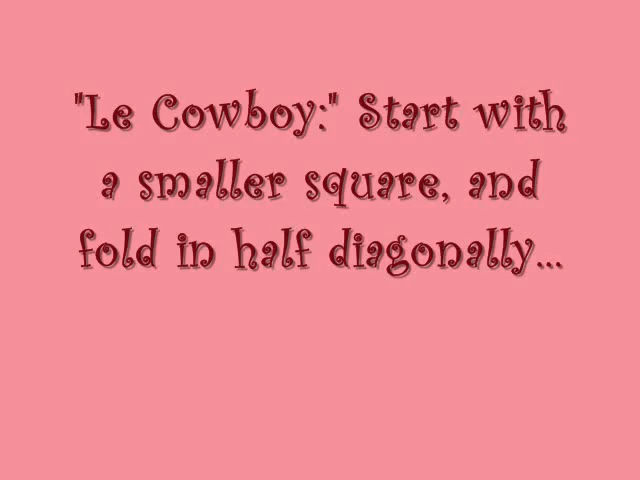 "Le Cowboy:" Start with
a smaller square, and
fold in half diagonally...